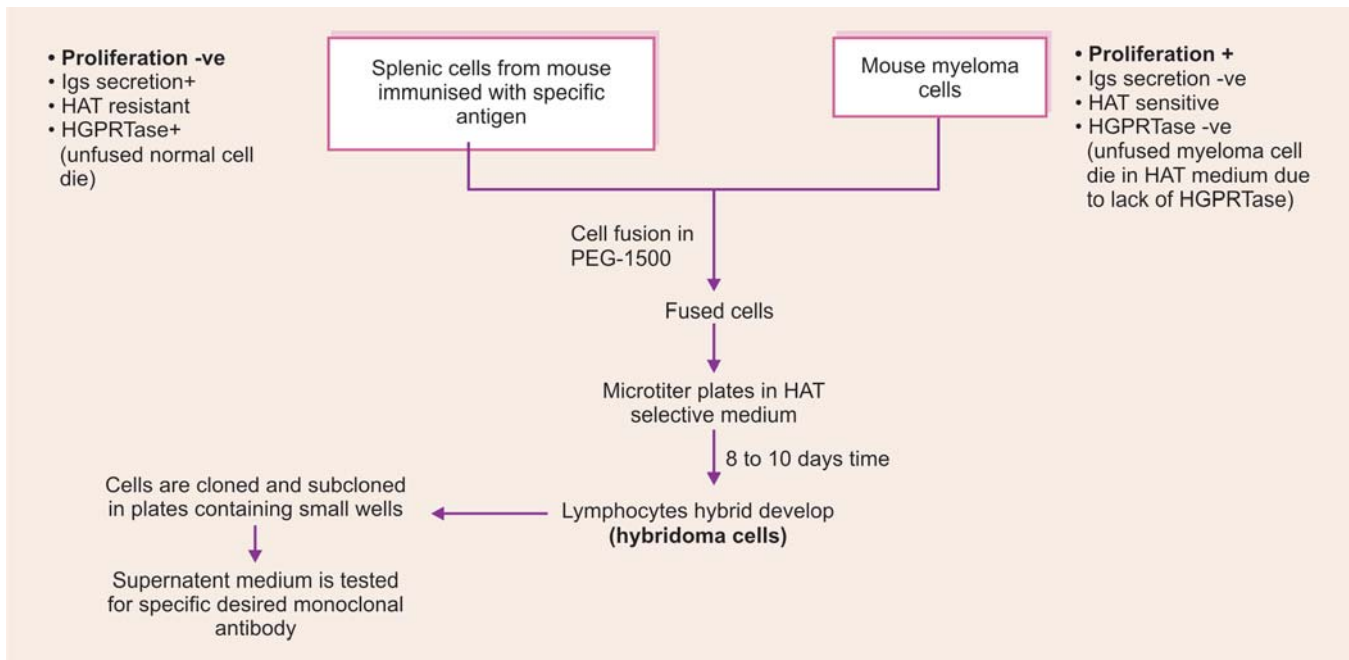 • Proliferation -ve
• Igs secretion+
• HAT resistant
• HGPRTase+
(unfused normal cell
die)
Splenic cells from mouse
immunised with specific
antigen
Mouse myeloma
cells
• Proliferation +
• Igs secretion -ve
• HAT sensitive
• HGPRTase -ve
(unfused myeloma cell
die in HAT medium due
to lack of HGPRTase)
Cell fusion in
PEG-1500
Fused cells
Microtiter plates in HAT
selective medium
8 to 10 days time
Lymphocytes hybrid develop
(hybridoma cells)
Cells are cloned and subcloned
in plates containing small wells
Supernatent medium is tested
for specific desired monoclonal
antibody